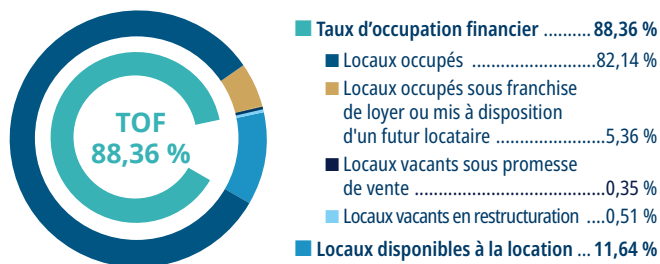 TOF
88,36 %
Taux d'occupation financier ..........88,36 %
Locaux occupés ......................82,14 %
Locaux occupés sous franchise
de loyer ou mis à disposition
d'un futur locataire .....................5,36 %
Locaux vacants sous promesse
de vente ...................................0,35 %
Locaux vacants en restructuration ....0,51 %
Locaux disponibles à la location ... 11,64 %